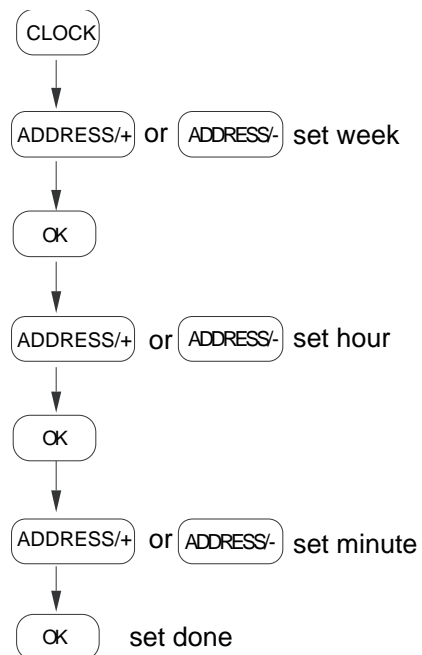 CLOCK
ADDRESS/+ or ADDRESS/- set week
OK
ADDRESS/+ or ADDRESS/- set hour
OK
ADDRESS/+ or ADDRESS/- set minute
OK set done